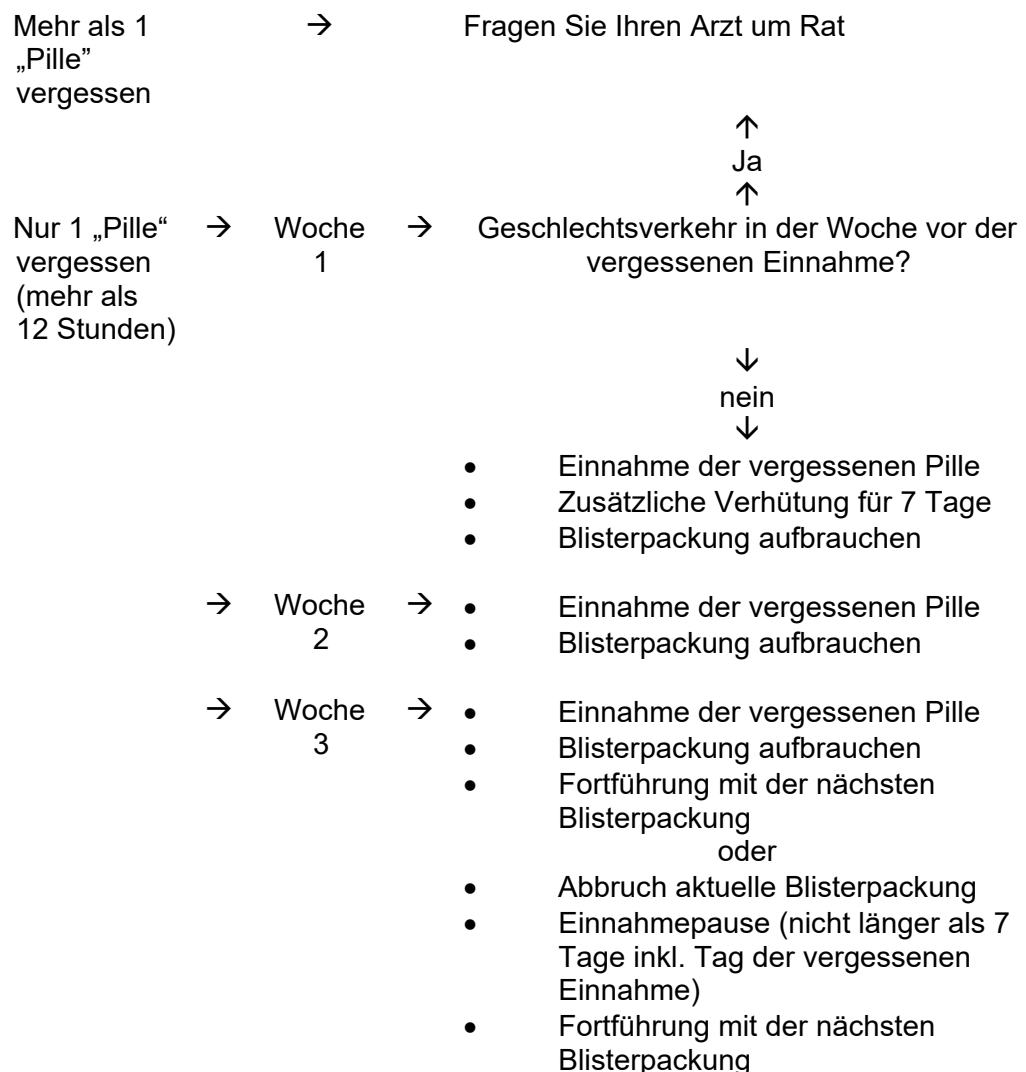 Mehr als 1 → Fragen Sie Ihren Arzt um Rat
„Pille”
vergessen
↑
Ja
↑
Nur 1 „Pille“ → Woche → Geschlechtsverkehr in der Woche vor der
vergessen 1 vergessenen Einnahme?
(mehr als
12 Stunden)
↓
nein
↓
• Einnahme der vergessenen Pille
• Zusätzliche Verhütung für 7 Tage
• Blisterpackung aufbrauchen
→ Woche → • Einnahme der vergessenen Pille
2 • Blisterpackung aufbrauchen
→ Woche → • Einnahme der vergessenen Pille
3 • Blisterpackung aufbrauchen
• Fortführung mit der nächsten
Blisterpackung
oder
• Abbruch aktuelle Blisterpackung
• Einnahmepause (nicht länger als 7
Tage inkl. Tag der vergessenen
Einnahme)
• Fortführung mit der nächsten
Blisterpackung